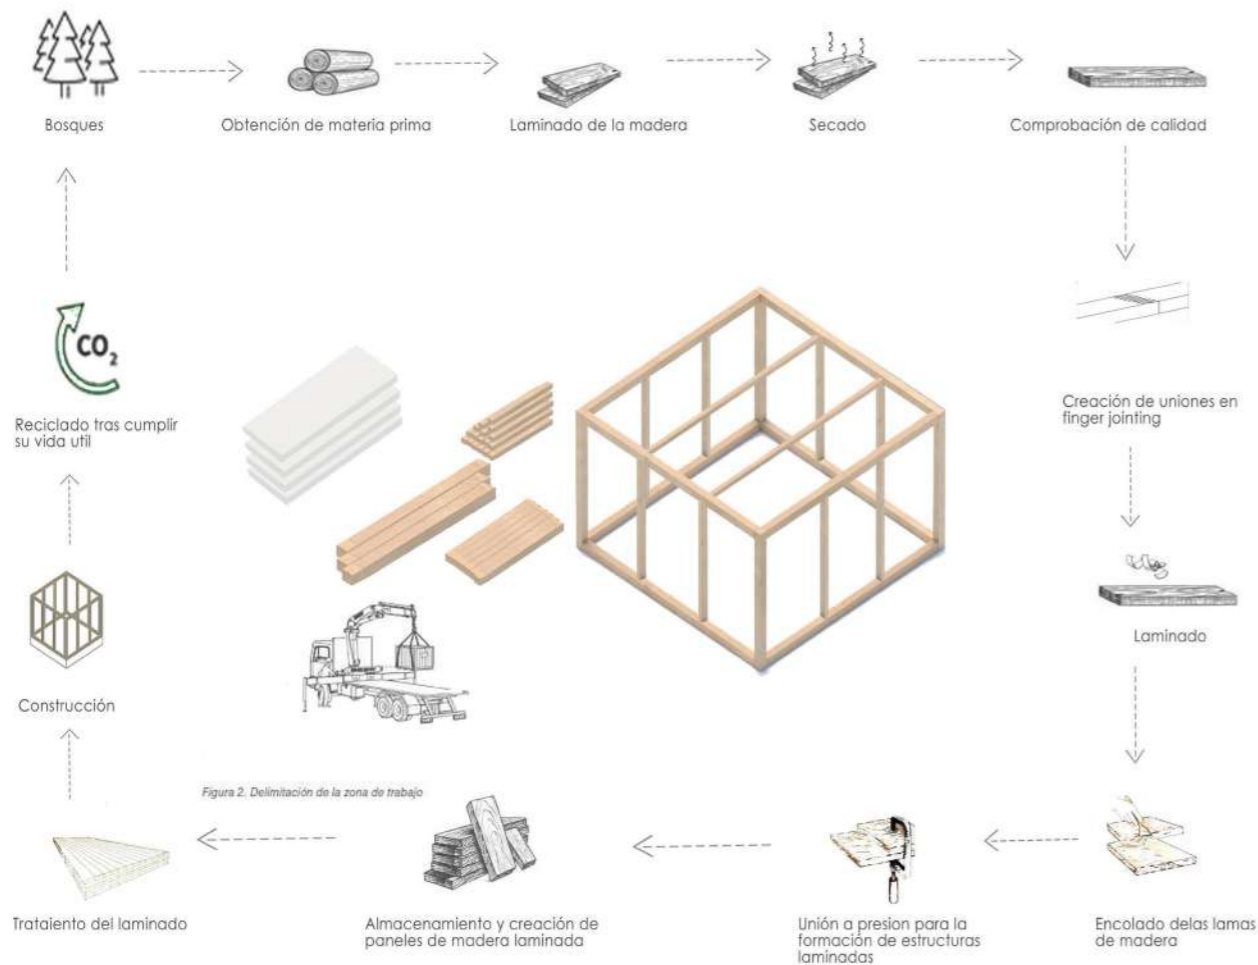 Bosques
Obtención de materia prima
Laminado de la madera
Secado
Comprobación de calidad
CO2
Reciclado tras cumplir
su vida util
Creación de uniones en
finger jointing
Laminado
Construcción
Figura 2. Delimitación de la zona de trabajo
Trataiento del laminado
Almacenamiento y creación de
paneles de madera laminada
Unión a presion para la
formación de estructuras
laminadas
Encolado delas lamas
de madera